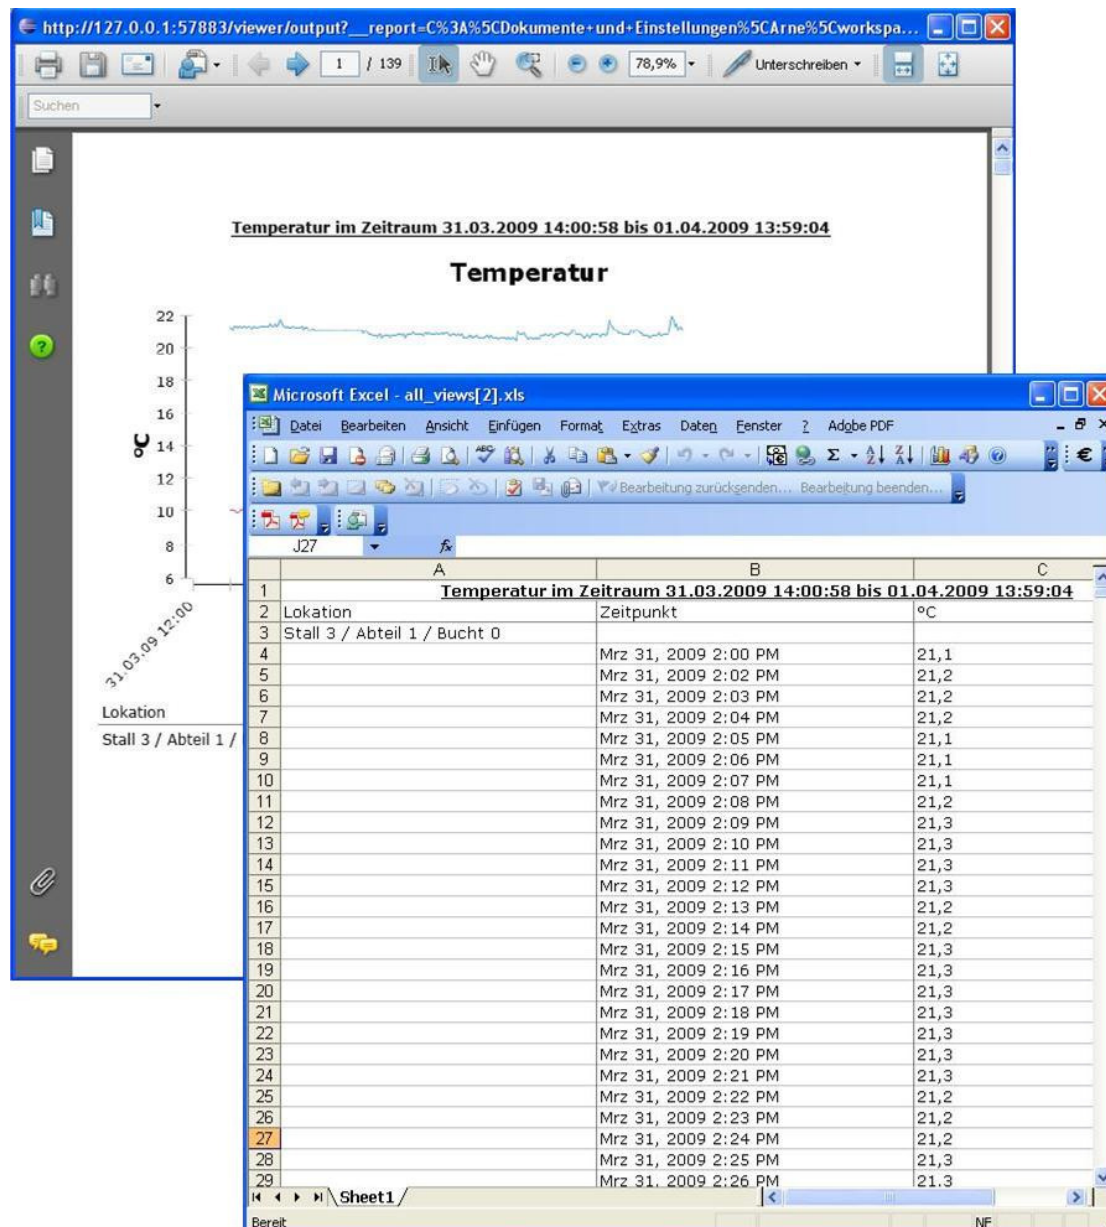 http://127.0.0.1:57883/viewer/output?__report=C%3A%5CDokumente+und+Einstellungen%5CArne%5Cworkspa...
1 / 139 78,9% Unterschreiben
Suchen
Temperatur im Zeitraum 31.03.2009 14:00:58 bis 01.04.2009 13:59:04
Temperatur
22
20
18
16
14
12
10
8
6
°C
31.03.09 12:00
Lokation
Stall 3 / Abteil 1 /
Microsoft Excel - all_views[2].xls
Datei Bearbeiten Ansicht Einfügen Format Extras Daten Fenster ? Adobe PDF
Bearbeitung zurücksenden... Bearbeitung beenden...
J27 fx
A B C
1 Temperatur im Zeitraum 31.03.2009 14:00:58 bis 01.04.2009 13:59:04
2 Lokation Zeitpunkt °C
3 Stall 3 / Abteil 1 / Bucht 0
4 Mrz 31, 2009 2:00 PM 21,1
5 Mrz 31, 2009 2:02 PM 21,2
6 Mrz 31, 2009 2:03 PM 21,2
7 Mrz 31, 2009 2:04 PM 21,2
8 Mrz 31, 2009 2:05 PM 21,1
9 Mrz 31, 2009 2:06 PM 21,1
10 Mrz 31, 2009 2:07 PM 21,1
11 Mrz 31, 2009 2:08 PM 21,2
12 Mrz 31, 2009 2:09 PM 21,3
13 Mrz 31, 2009 2:10 PM 21,3
14 Mrz 31, 2009 2:11 PM 21,3
15 Mrz 31, 2009 2:12 PM 21,3
16 Mrz 31, 2009 2:13 PM 21,2
17 Mrz 31, 2009 2:14 PM 21,2
18 Mrz 31, 2009 2:15 PM 21,3
19 Mrz 31, 2009 2:16 PM 21,3
20 Mrz 31, 2009 2:17 PM 21,3
21 Mrz 31, 2009 2:18 PM 21,3
22 Mrz 31, 2009 2:19 PM 21,3
23 Mrz 31, 2009 2:20 PM 21,3
24 Mrz 31, 2009 2:21 PM 21,3
25 Mrz 31, 2009 2:22 PM 21,2
26 Mrz 31, 2009 2:23 PM 21,2
27 Mrz 31, 2009 2:24 PM 21,2
28 Mrz 31, 2009 2:25 PM 21,3
29 Mrz 31, 2009 2:26 PM 21,3
Sheet1
Bereit NF